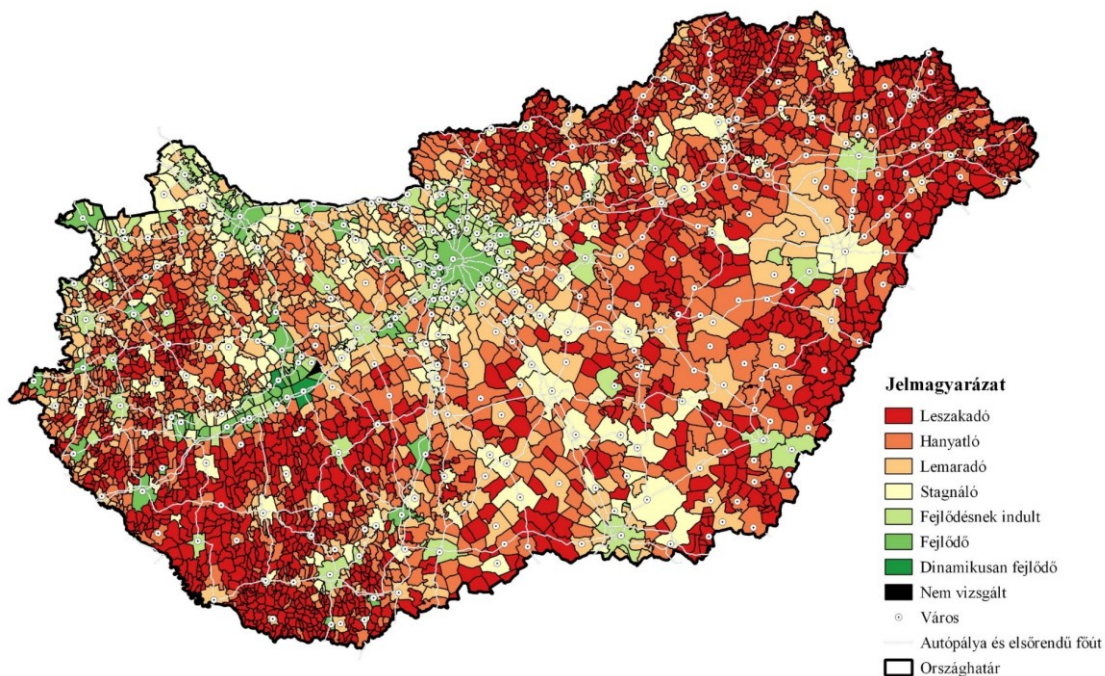 Jelmagyarázat
Leszakadó
Hanyatló
Lemaradó
Stagnáló
Fejlődésnek indult
Fejlődő
Dinamikusan fejlődő
Nem vizsgált
Város
Autópálya és elsőrendű főút
Országhatár